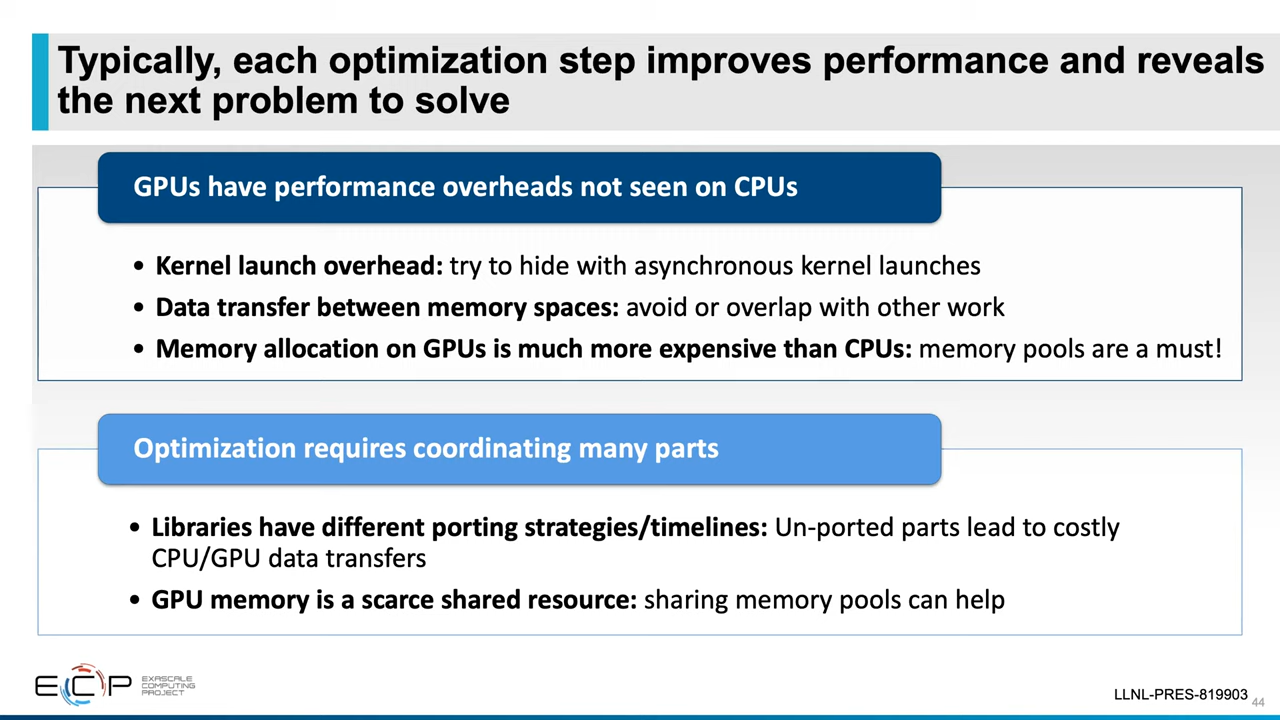 Typically, each optimization step improves performance and reveals
the next problem to solve
GPUs have performance overheads not seen on CPUs
• Kernel launch overhead: try to hide with asynchronous kernel launches
• Data transfer between memory spaces: avoid or overlap with other work
• Memory allocation on GPUs is much more expensive than CPUs: memory pools are a must!
Optimization requires coordinating many parts
• Libraries have different porting strategies/timelines: Un-ported parts lead to costly
CPU/GPU data transfers
• GPU memory is a scarce shared resource: sharing memory pools can help
ECP
EXASCALE
COMPUTING
PROJECT
LLNL-PRES-819903
44